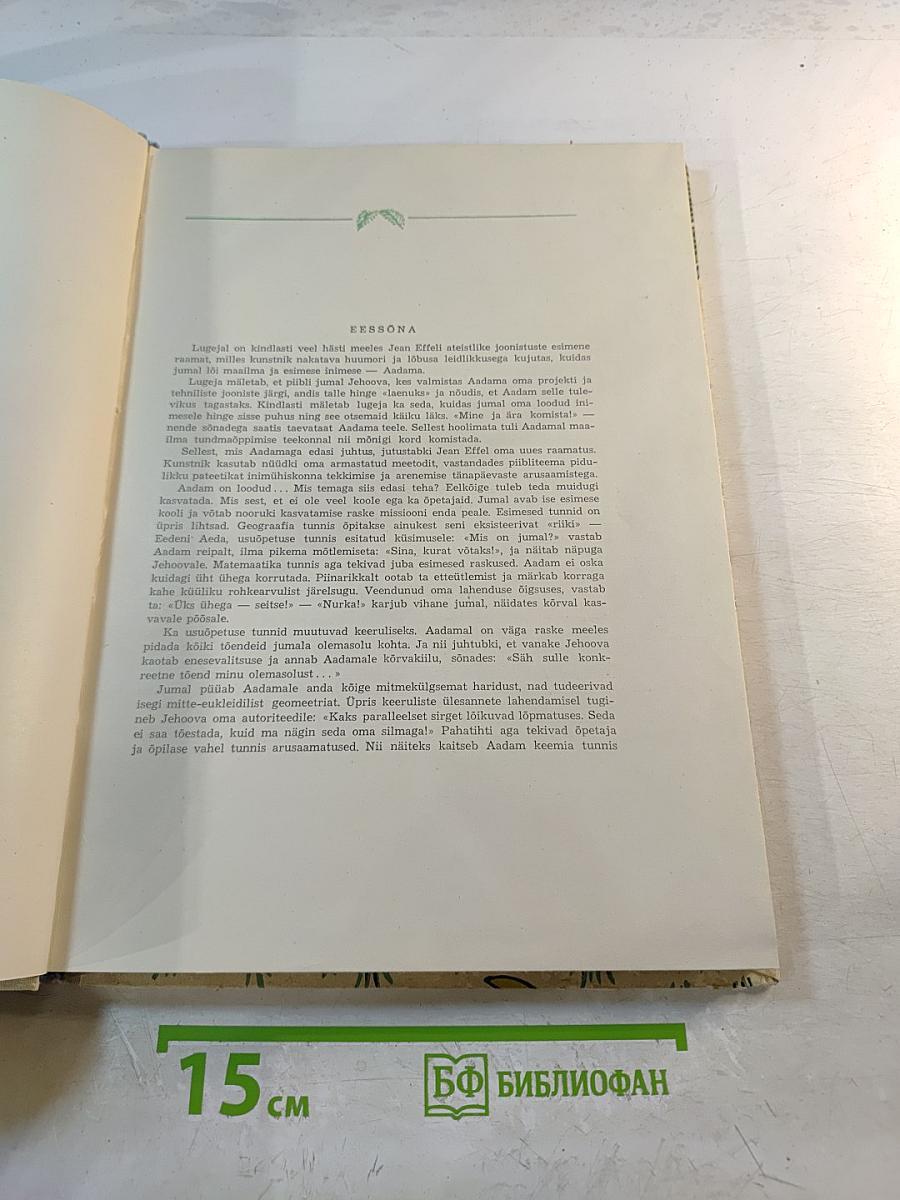 EESSÕNA
Lugejal on kindlasti veel hästi meeles Jean Effeli ateistlike joonistuste esimene
raamat, milles kunstnik nakatava huumori ja lõbusa leidlikkusega kujutas, kuidas
jumal lõi maailma ja esimese inimese — Aadama.
Lugeja mäletab, et piibli jumal Jehoova, kes valmistas Aadama oma projekti ja
tehniliste jooniste järgi, andis talle hinge «laenuks» ja nõudis, et Aadam selle tule-
vikus tagastaks. Kindlasti mäletab lugeja ka seda, kuidas jumal oma loodud ini-
mesele hinge sisse puhus ning see otsemaid käiku läks. «Mine ja ära komista!» —
nende sõnadega saatis taevataat Aadama teele. Sellest hoolimata tuli Aadamal maa-
ilma tundmaõppimise teekonnal nii mõnigi kord komistada.
Sellest, mis Aadamaga edasi juhtus, jutustabki Jean Effel oma uues raamatus.
Kunstnik kasutab nüüdki oma armastatud meetodit, vastandades piibliteema pidu-
likku pateetikat inimühiskonna tekkimise ja arenemise tänapäevaste arusaamistega.
Aadam on loodud... Mis temaga siis edasi teha? Eelkõige tuleb teda muidugi
kasvatada. Mis sest, et ei ole veel koole ega ka õpetajaid. Jumal avab ise esimese
kooli ja võtab nooruki kasvatamise raske missiooni enda peale. Esimesed tunnid on
üpris lihtsad. Geograafia tunnis õpitakse ainukest seni eksisteerivat «riiki» —
Eedeni Aeda, usuõpetuse tunnis esitatud küsimusele: «Mis on jumal?» vastab
Aadam reipalt, ilma pikema mõtlemiseta: «Sina, kurat võtaks!», ja näitab näpuga
Jehoovale. Matemaatika tunnis aga tekivad juba esimesed raskused. Aadam ei oska
kuidagi üht ühega korrutada. Piinarikkalt ootab ta etteütlemist ja märkab korraga
kahe küüliku rohkearvulist järelsugu. Veendunud oma lahenduse õigsuses, vastab
ta: «Üks ühega — seitse!» — «Nurka!» karjub vihane jumal, näidates kõrval kas-
vavale põõsale.
Ka usuõpetuse tunnid muutuvad keeruliseks. Aadamal on väga raske meeles
pidada kõiki tõendeid jumala olemasolu kohta. Ja nii juhtubki, et vanake Jehoova
kaotab enesevalitsuse ja annab Aadamale kõrvakiilu, sõnades: «Säh sulle konk-
reetne tõend minu olemasolust...»
Jumal püüab Aadamale anda kõige mitmekülgsemat haridust, nad tudeerivad
isegi mitte-eukleidilist geomeetriat. Üpris keeruliste ülesannete lahendamisel tugi-
neb Jehoova oma autoriteedile: «Kaks paralleelset sirget lõikuvad lõpmatuses. Seda
ei saa tõestada, kuid ma nägin seda oma silmaga!» Pahatihti aga tekivad õpetaja
ja õpilase vahel tunnis arusaamatused. Nii näiteks kaitseb Aadam keemia tunnis
15 см
БФ БИБЛИОФАН